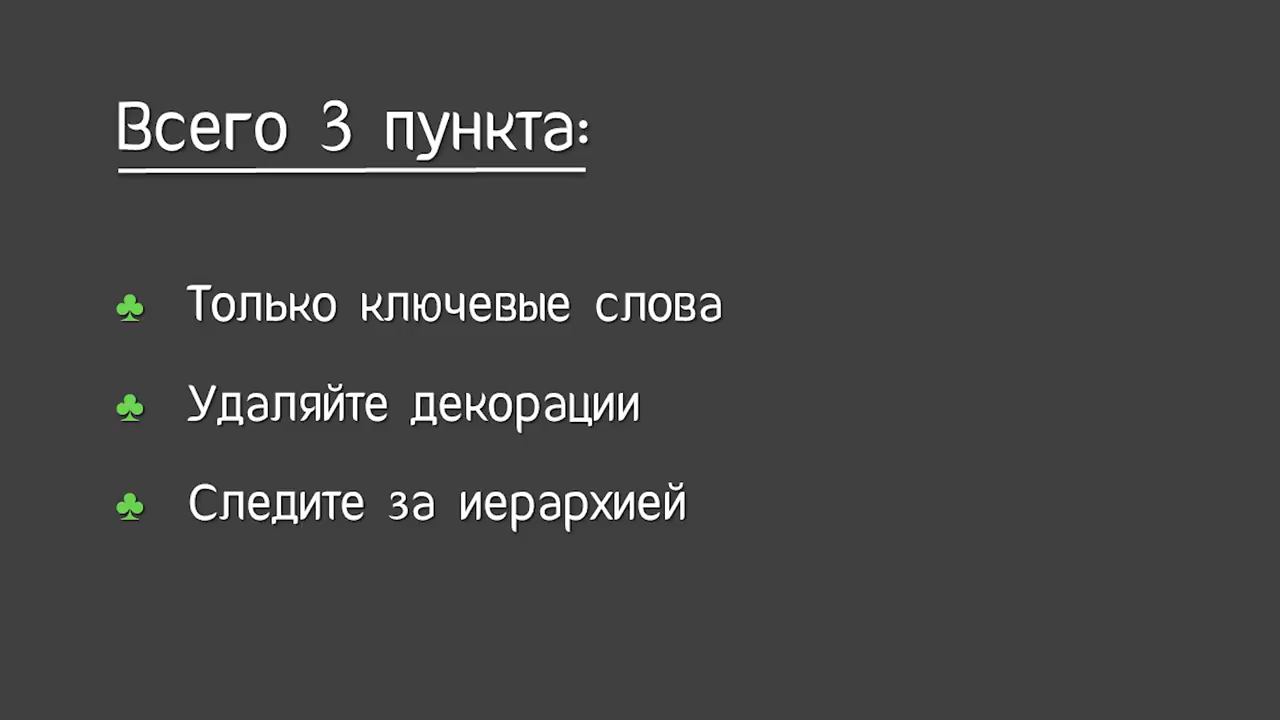 Всего 3 пункта:
♣ Только ключевые слова
♣ Удаляйте декорации
♣ Следите за иерархией